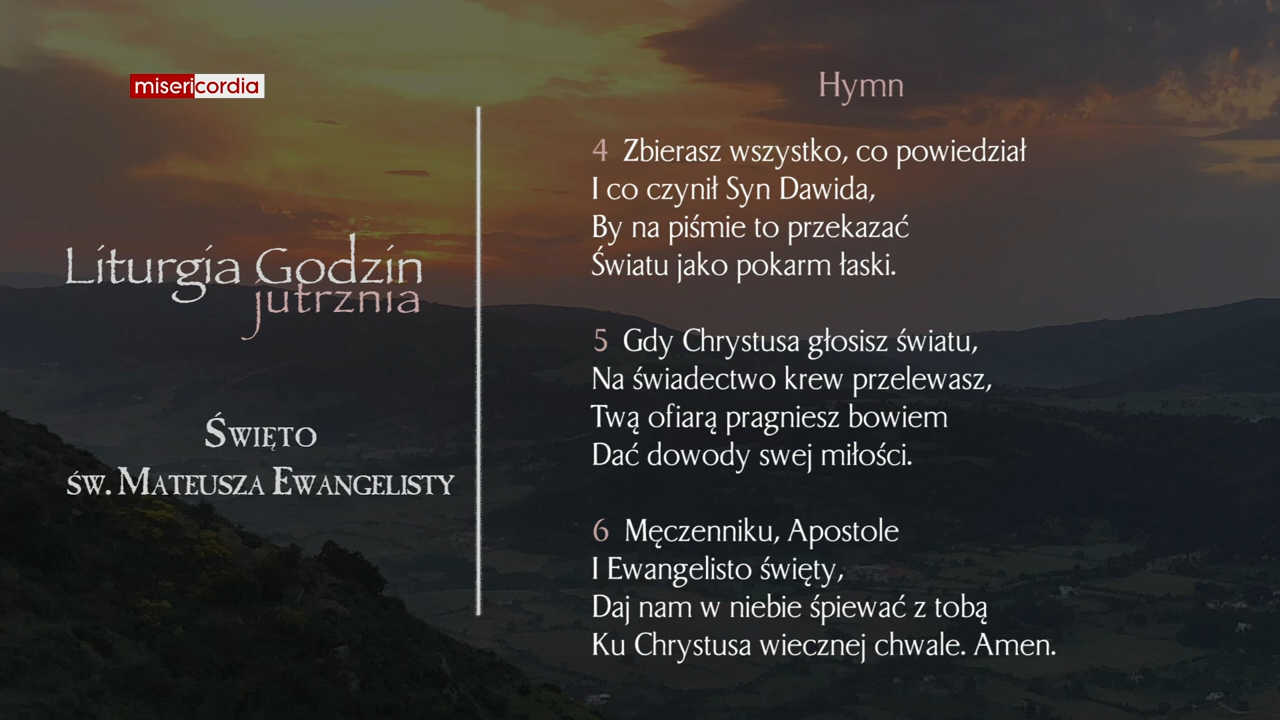 misericordia
Liturgia Godzin
jutrznia
Święto
św. Mateusza Ewangelisty
Hymn
4 Zbierasz wszystko, co powiedział
I co czynił Syn Dawida,
By na piśmie to przekazać
Światu jako pokarm łaski.
5 Gdy Chrystusa głosisz światu,
Na świadectwo krew przelewasz,
Twą ofiarą pragniesz bowiem
Dać dowody swej miłości.
6 Męczenniku, Apostole
I Ewangelisto święty,
Daj nam w niebie śpiewać z tobą
Ku Chrystusa wiecznej chwale. Amen.